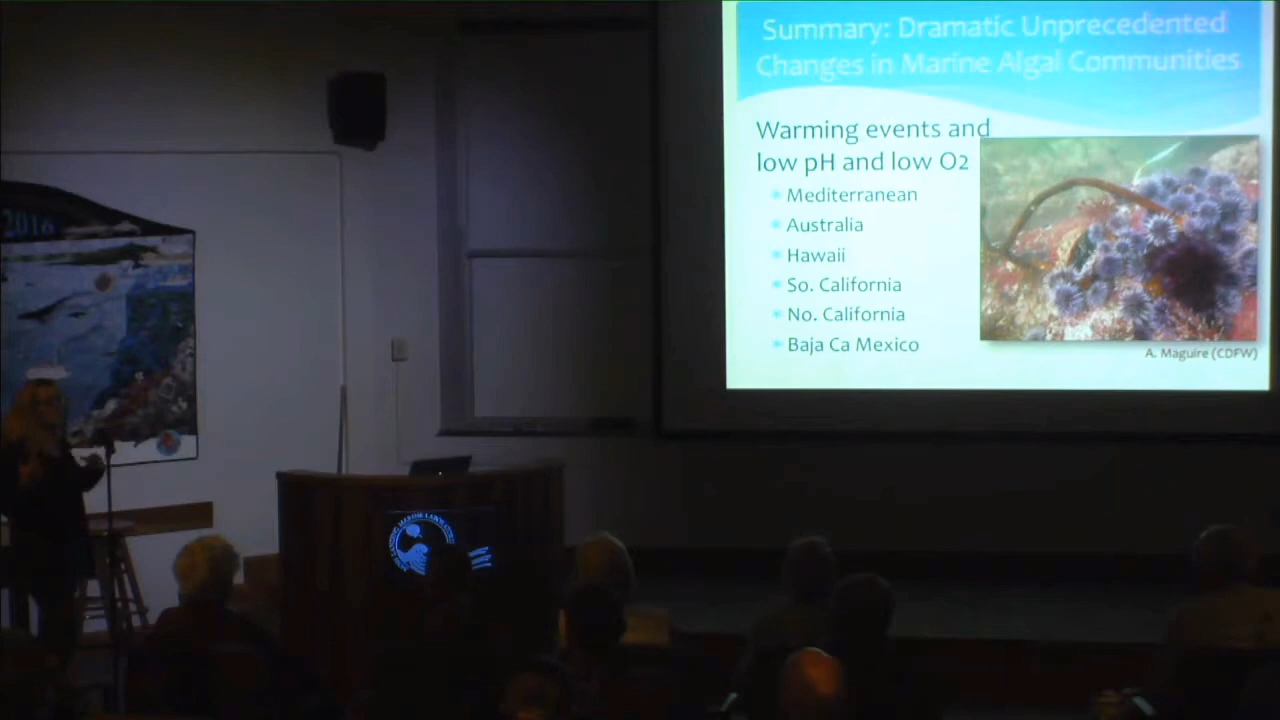 Summary: Dramatic Unprecedented
Changes in Marine Algal Communities
Warming events and
low pH and low O2
Mediterranean
Australia
Hawaii
So. California
No. California
Baja Ca Mexico
A. Maguire (CDFW)
2016